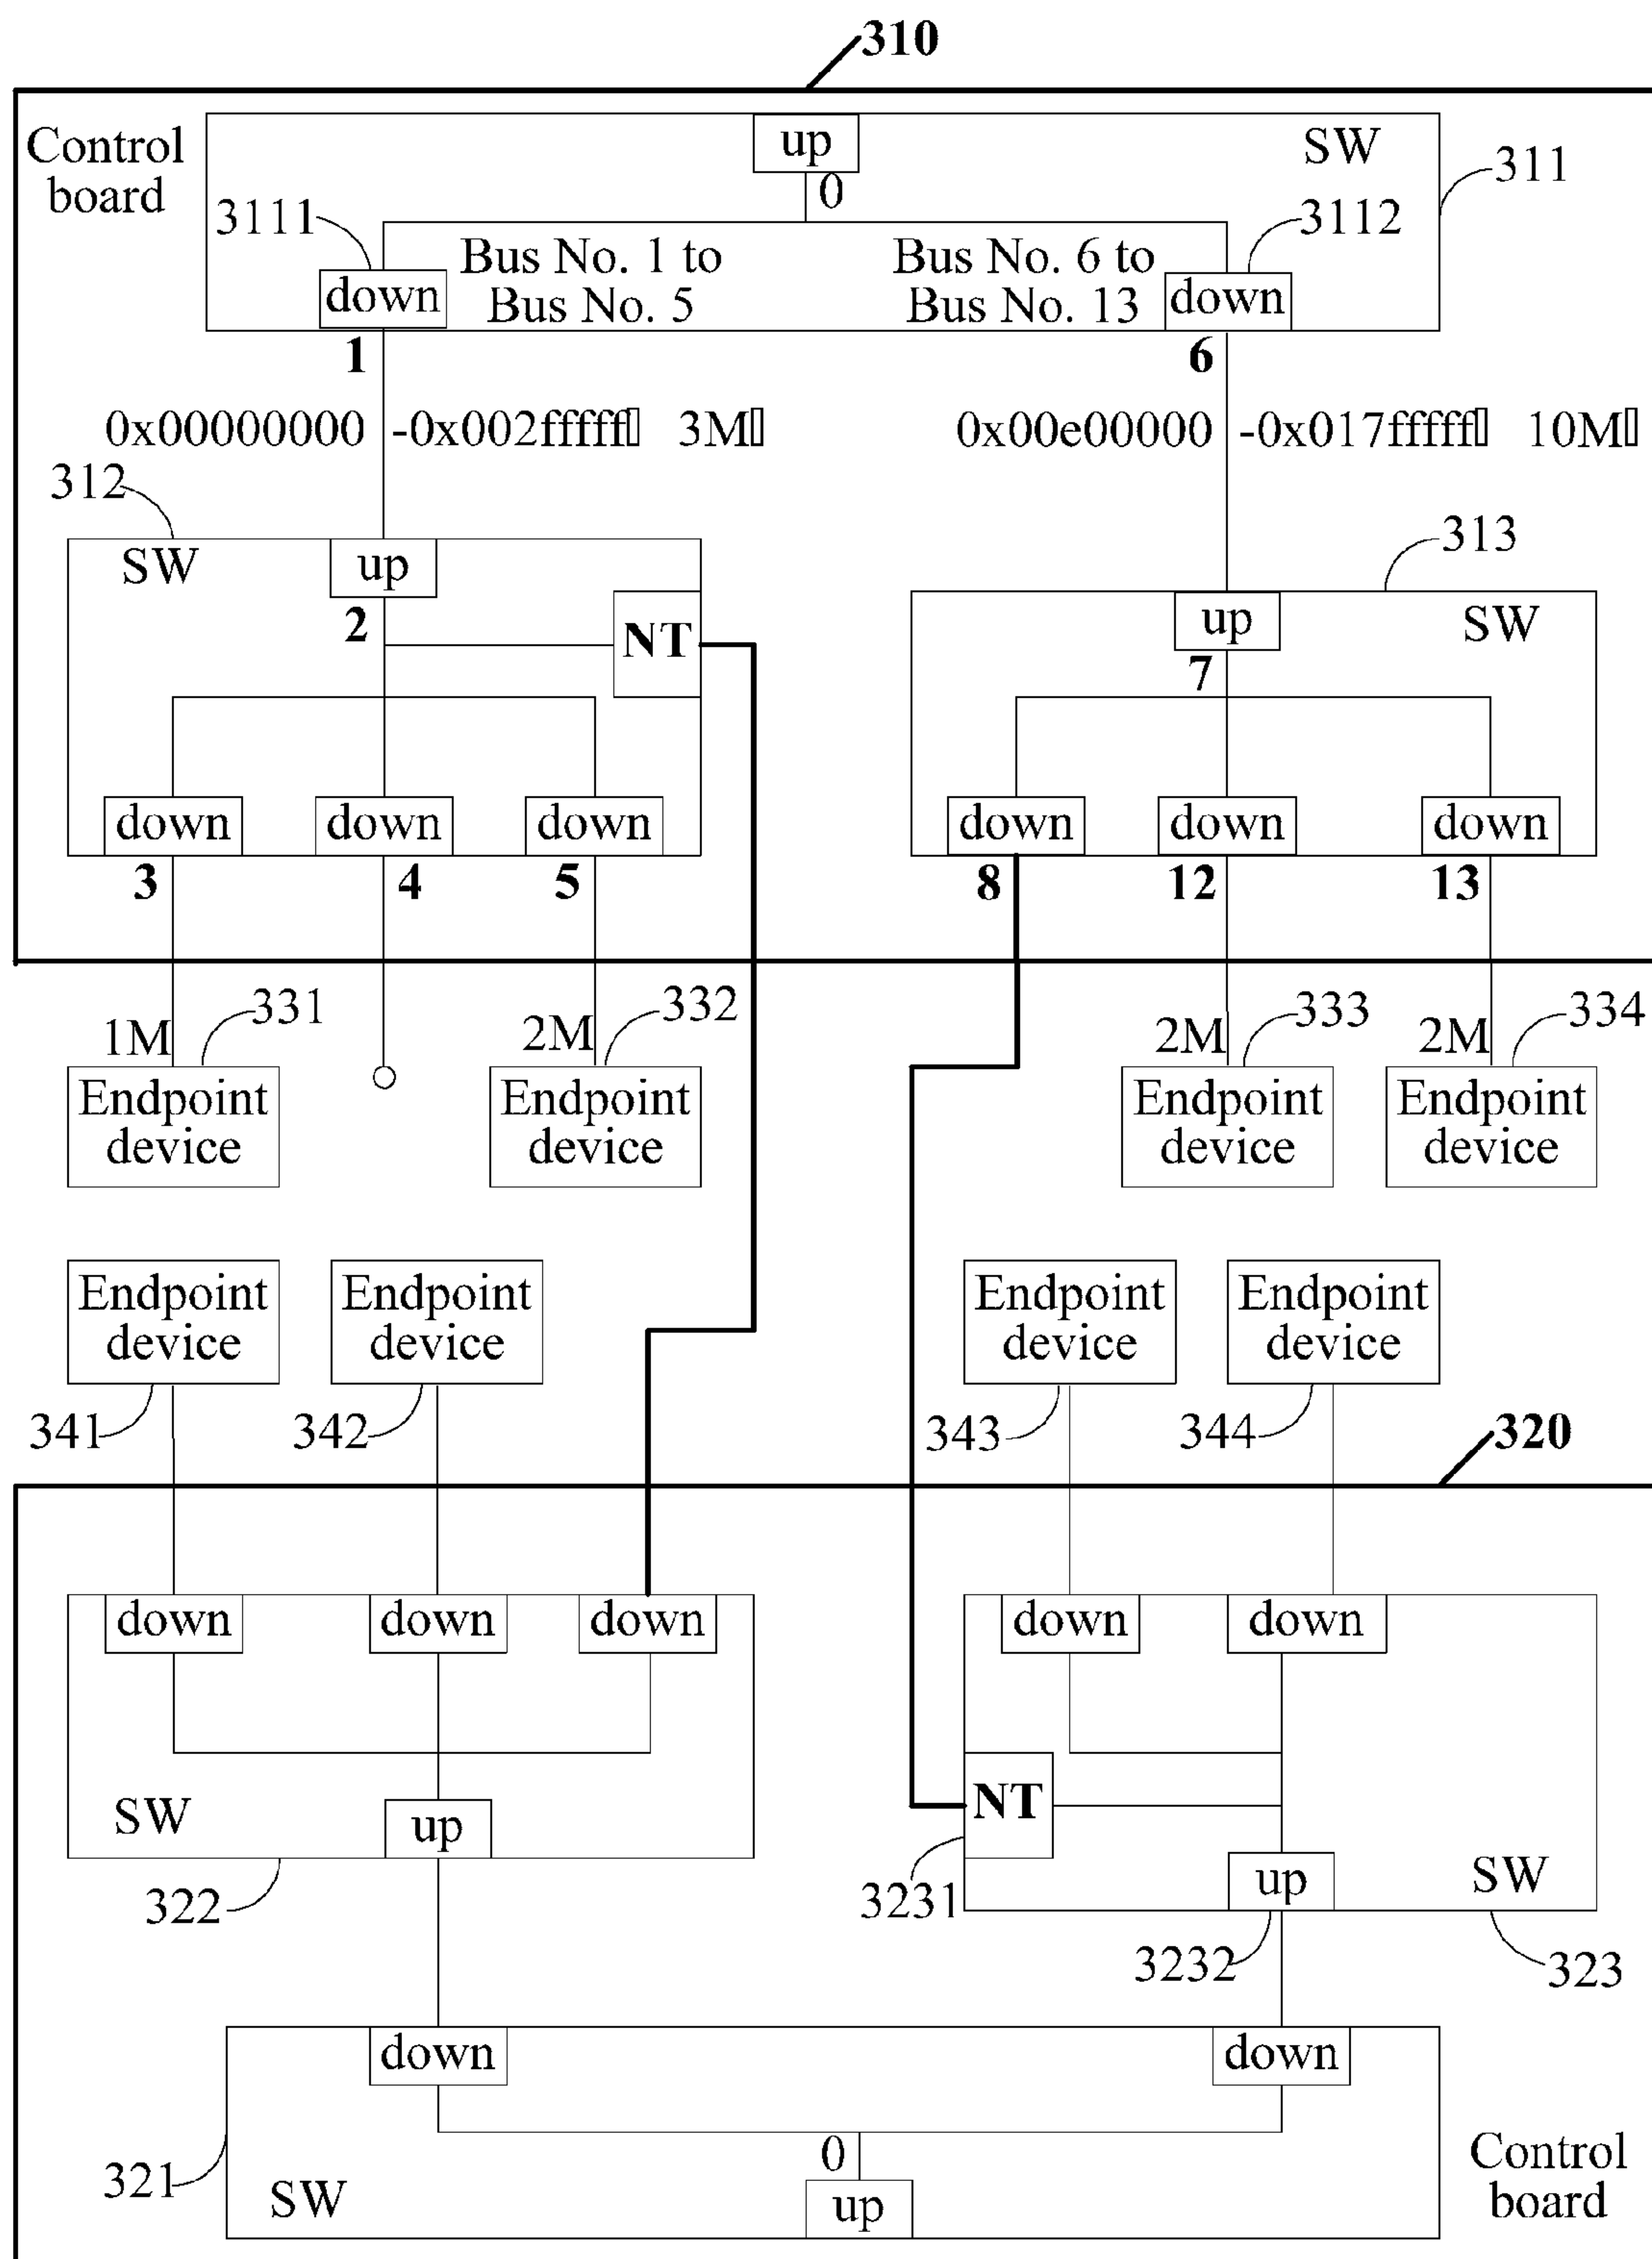 310
Control
board
up
SW
0
311
3111
3112
Bus No. 1 to
Bus No. 5
Bus No. 6 to
Bus No. 13
down
down
1
6
0x00000000 -0x002fffff▯ 3M▯
0x00e00000 -0x017fffff▯ 10M▯
312
SW
up
2
NT
313
up
SW
7
down
down
down
down
down
down
3
4
5
8
12
13
1M
331
2M
332
2M
333
2M
334
Endpoint
device
Endpoint
device
Endpoint
device
Endpoint
device
Endpoint
device
Endpoint
device
Endpoint
device
Endpoint
device
341
342
343
344
320
down
down
down
down
down
SW
up
NT
322
3231
up
SW
3232
323
down
down
321
SW
0
up
Control
board